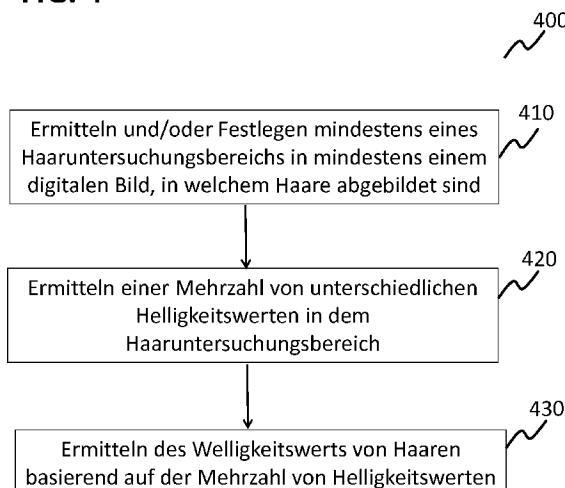 400
410
Ermitteln und/oder Festlegen mindestens eines
Haaruntersuchungsbereichs in mindestens einem
digitalen Bild, in welchem Haare abgebildet sind
420
Ermitteln einer Mehrzahl von unterschiedlichen
Helligkeitswerten in dem
Haaruntersuchungsbereich
430
Ermitteln des Welligkeitswerts von Haaren
basierend auf der Mehrzahl von Helligkeitswerten